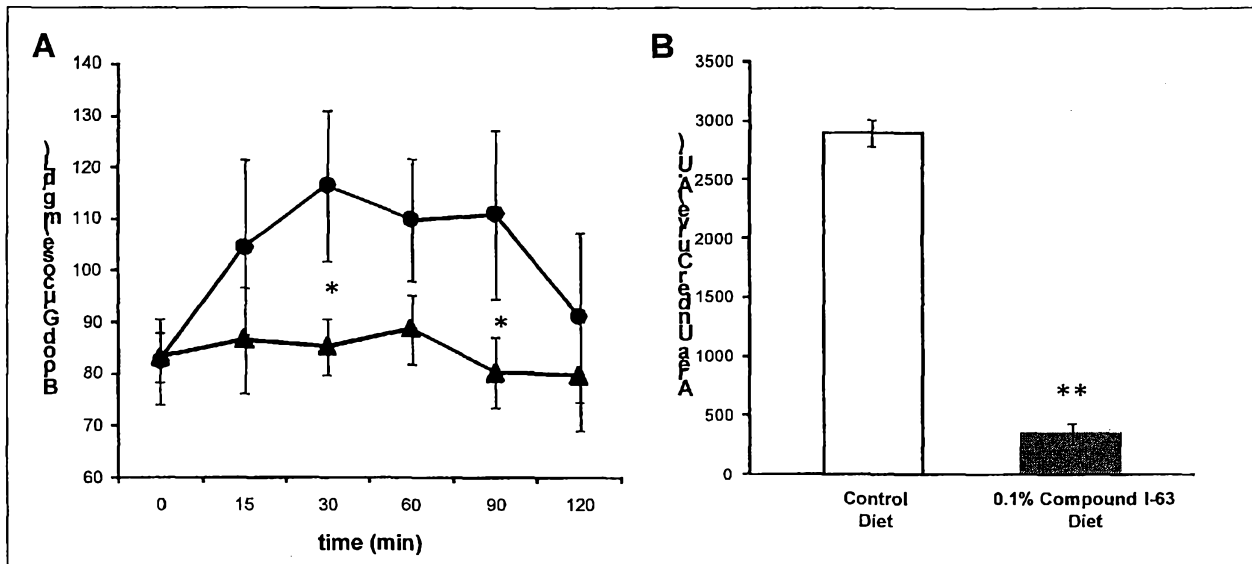 A
140
130
120
110
100
90
80
70
60
Blood Glucose (mg dL)
*
*
0 15 30 60 90 120
time (min)
B
3500
3000
2500
2000
1500
1000
500
0
Area Under Curve (A.U)
**
Control
Diet
0.1% Compound I-63
Diet